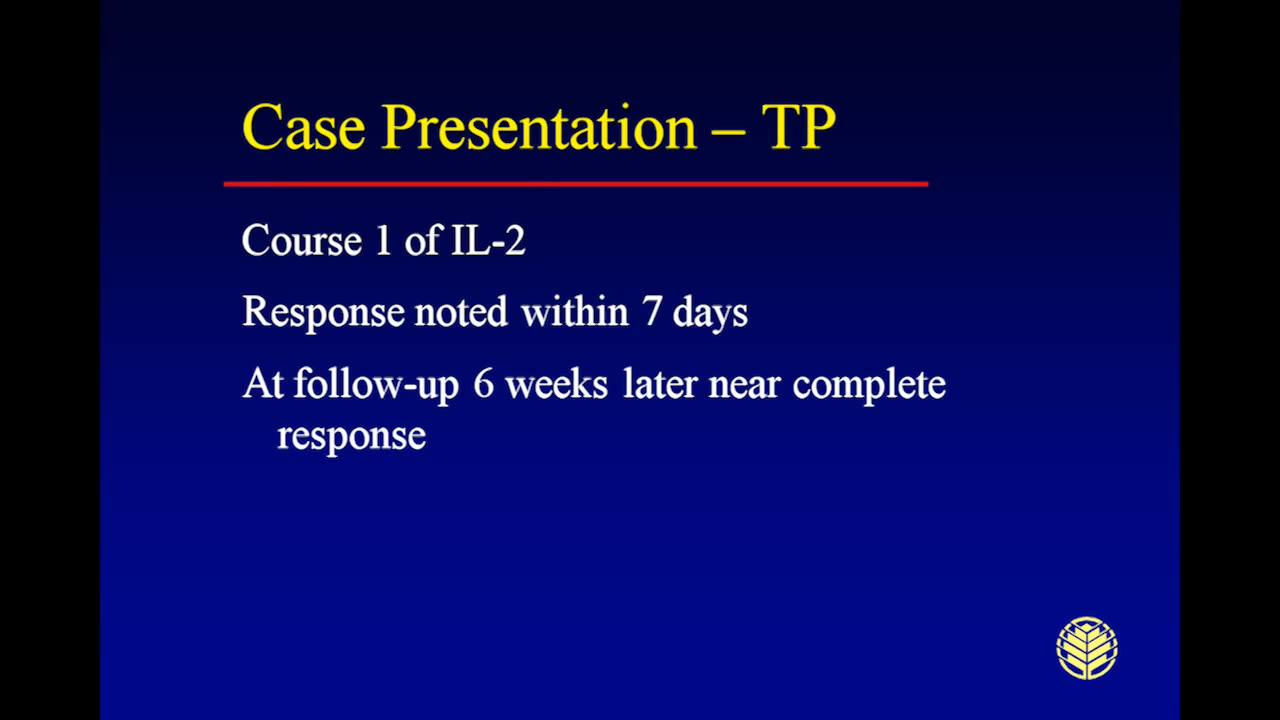 Case Presentation – TP
Course 1 of IL-2
Response noted within 7 days
At follow-up 6 weeks later near complete
response